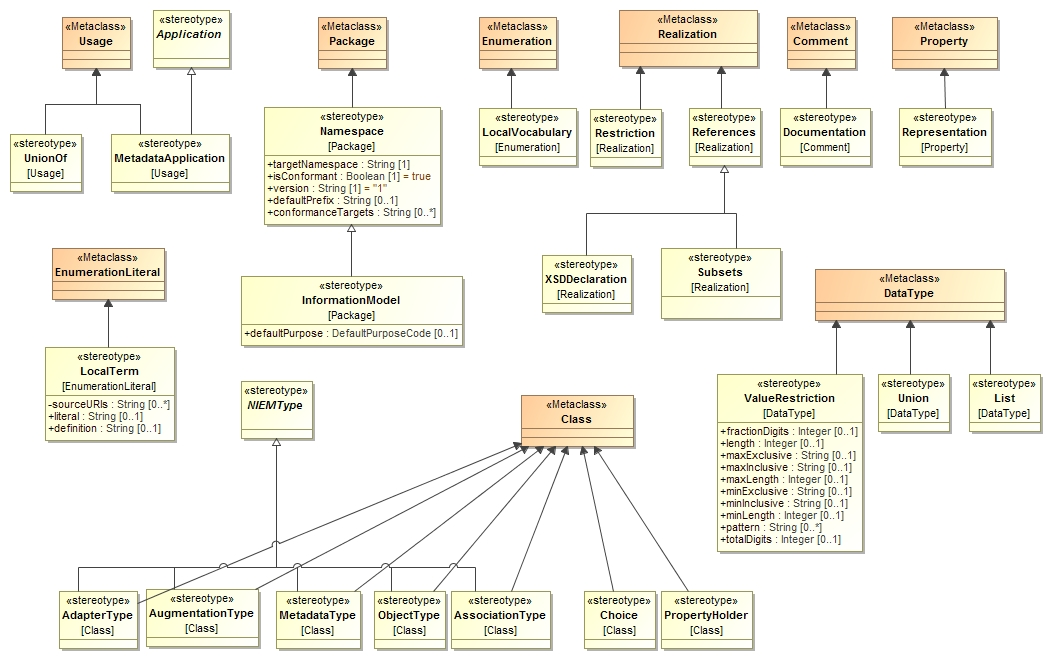 «Metaclass»
Usage
«stereotype»
Application
«Metaclass»
Package
«Metaclass»
Enumeration
«Metaclass»
Realization
«Metaclass»
Comment
«Metaclass»
Property
«stereotype»
UnionOf
[Usage]
«stereotype»
MetadataApplication
[Usage]
«stereotype»
Namespace
[Package]
+targetNamespace : String [1]
+isConformant : Boolean [1] = true
+version : String [1] = "1"
+defaultPrefix : String [0..1]
+conformanceTargets : String [0..*]
«stereotype»
LocalVocabulary
[Enumeration]
«stereotype»
Restriction
[Realization]
«stereotype»
References
[Realization]
«stereotype»
Documentation
[Comment]
«stereotype»
Representation
[Property]
«Metaclass»
EnumerationLiteral
«stereotype»
InformationModel
[Package]
+defaultPurpose : DefaultPurposeCode [0..1]
«stereotype»
XSDDeclaration
[Realization]
«stereotype»
Subsets
[Realization]
«Metaclass»
DataType
«stereotype»
LocalTerm
[EnumerationLiteral]
-sourceURIs : String [0..*]
+literal : String [0..1]
+definition : String [0..1]
«stereotype»
NIEMType
«Metaclass»
Class
«stereotype»
ValueRestriction
[DataType]
+fractionDigits : Integer [0..1]
+length : Integer [0..1]
+maxExclusive : String [0..1]
+maxInclusive : String [0..1]
+maxLength : Integer [0..1]
+minExclusive : String [0..1]
+minInclusive : String [0..1]
+minLength : Integer [0..1]
+pattern : String [0..*]
+totalDigits : Integer [0..1]
«stereotype»
Union
[DataType]
«stereotype»
List
[DataType]
«stereotype»
AdapterType
[Class]
«stereotype»
AugmentationType
[Class]
«stereotype»
MetadataType
[Class]
«stereotype»
ObjectType
[Class]
«stereotype»
AssociationType
[Class]
«stereotype»
Choice
[Class]
«stereotype»
PropertyHolder
[Class]